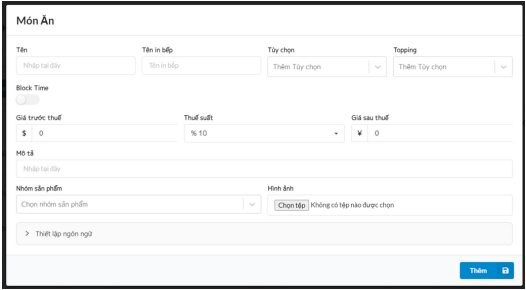 Món Ăn
Tên Tên in bếp Tùy chọn Topping
Nhập tại đây Tên in bếp Thêm Tùy chọn Thêm Tùy chọn
Block Time
Giá trước thuế Thuế suất Giá sau thuế
$ 0 % 10 ¥ 0
Mô tả
Nhập tại đây
Nhóm sản phẩm Hình ảnh
Chọn nhóm sản phẩm Chọn tệp Không có tệp nào được chọn
> Thiết lập ngôn ngữ
Thêm